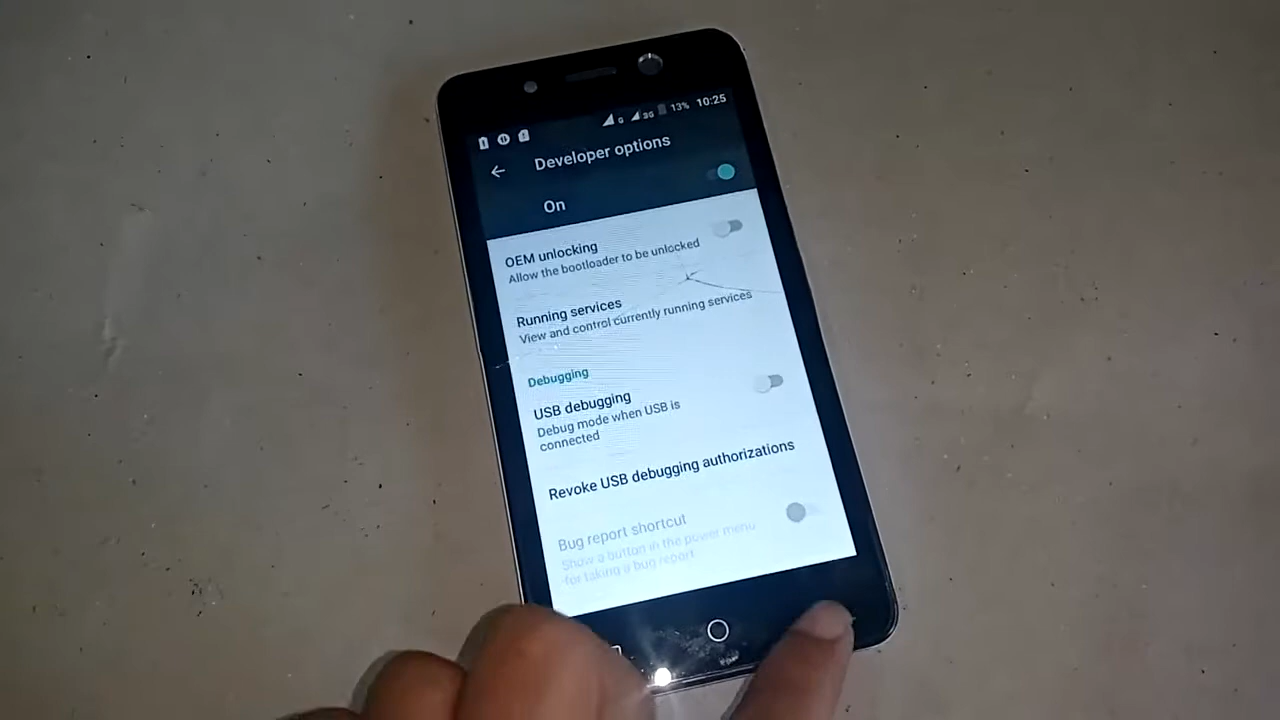 G 3G 13% 10:25
Developer options
On
OEM unlocking
Allow the bootloader to be unlocked
Running services
View and control currently running services
Debugging
USB debugging
Debug mode when USB is
connected
Revoke USB debugging authorizations
Bug report shortcut
Show a button in the power menu
for taking a bug report